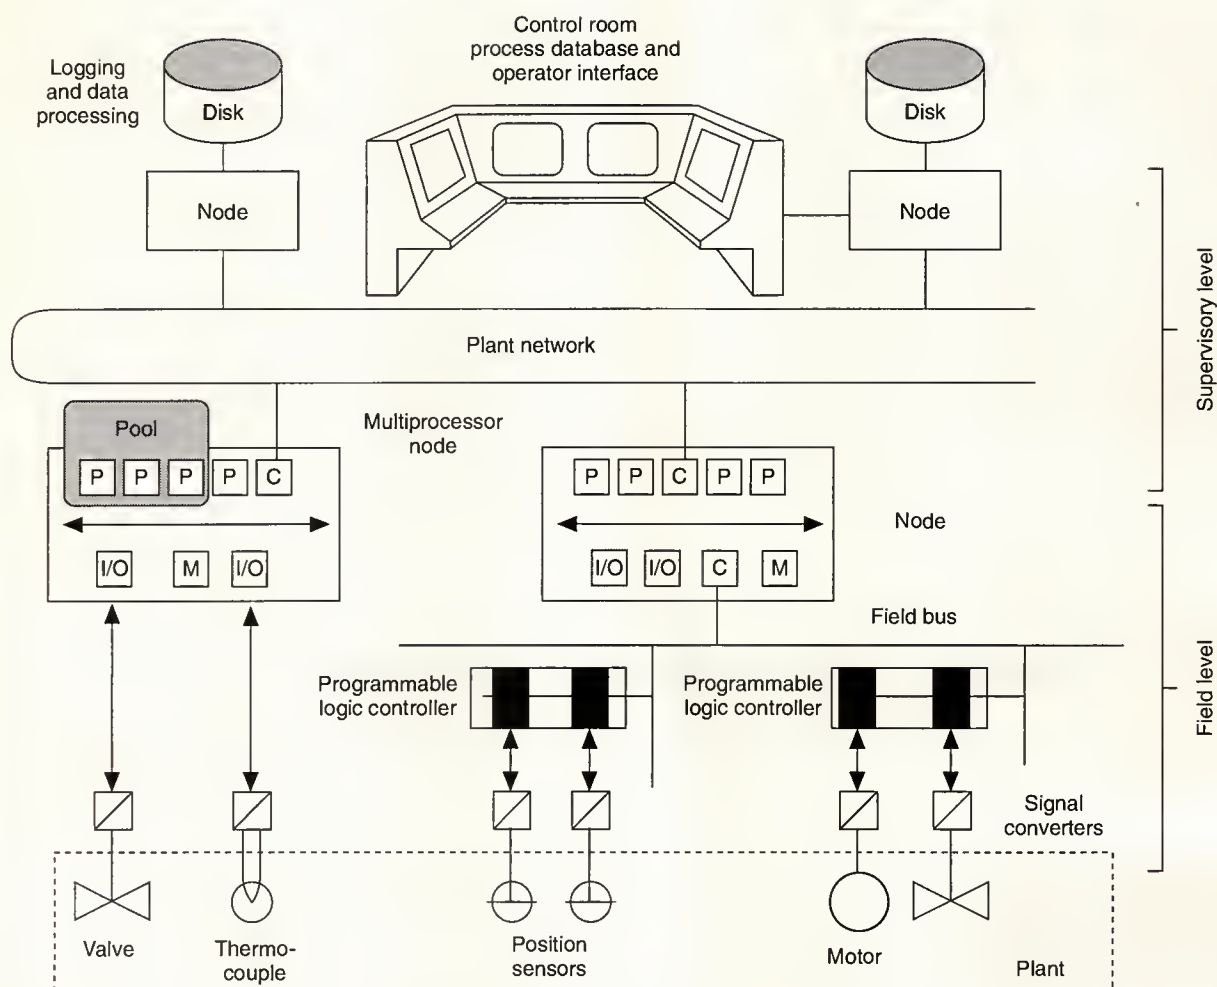 Control room
process database and
operator interface
Logging
and data
processing
Disk
Disk
Node
Node
Supervisory level
Plant network
Pool
Multiprocessor
node
P P P P C
P P C P P
Node
I/O M I/O
I/O I/O C M
Field bus
Field level
Programmable
logic controller
Programmable
logic controller
Signal
converters
Valve
Thermo-
couple
Position
sensors
Motor
Plant